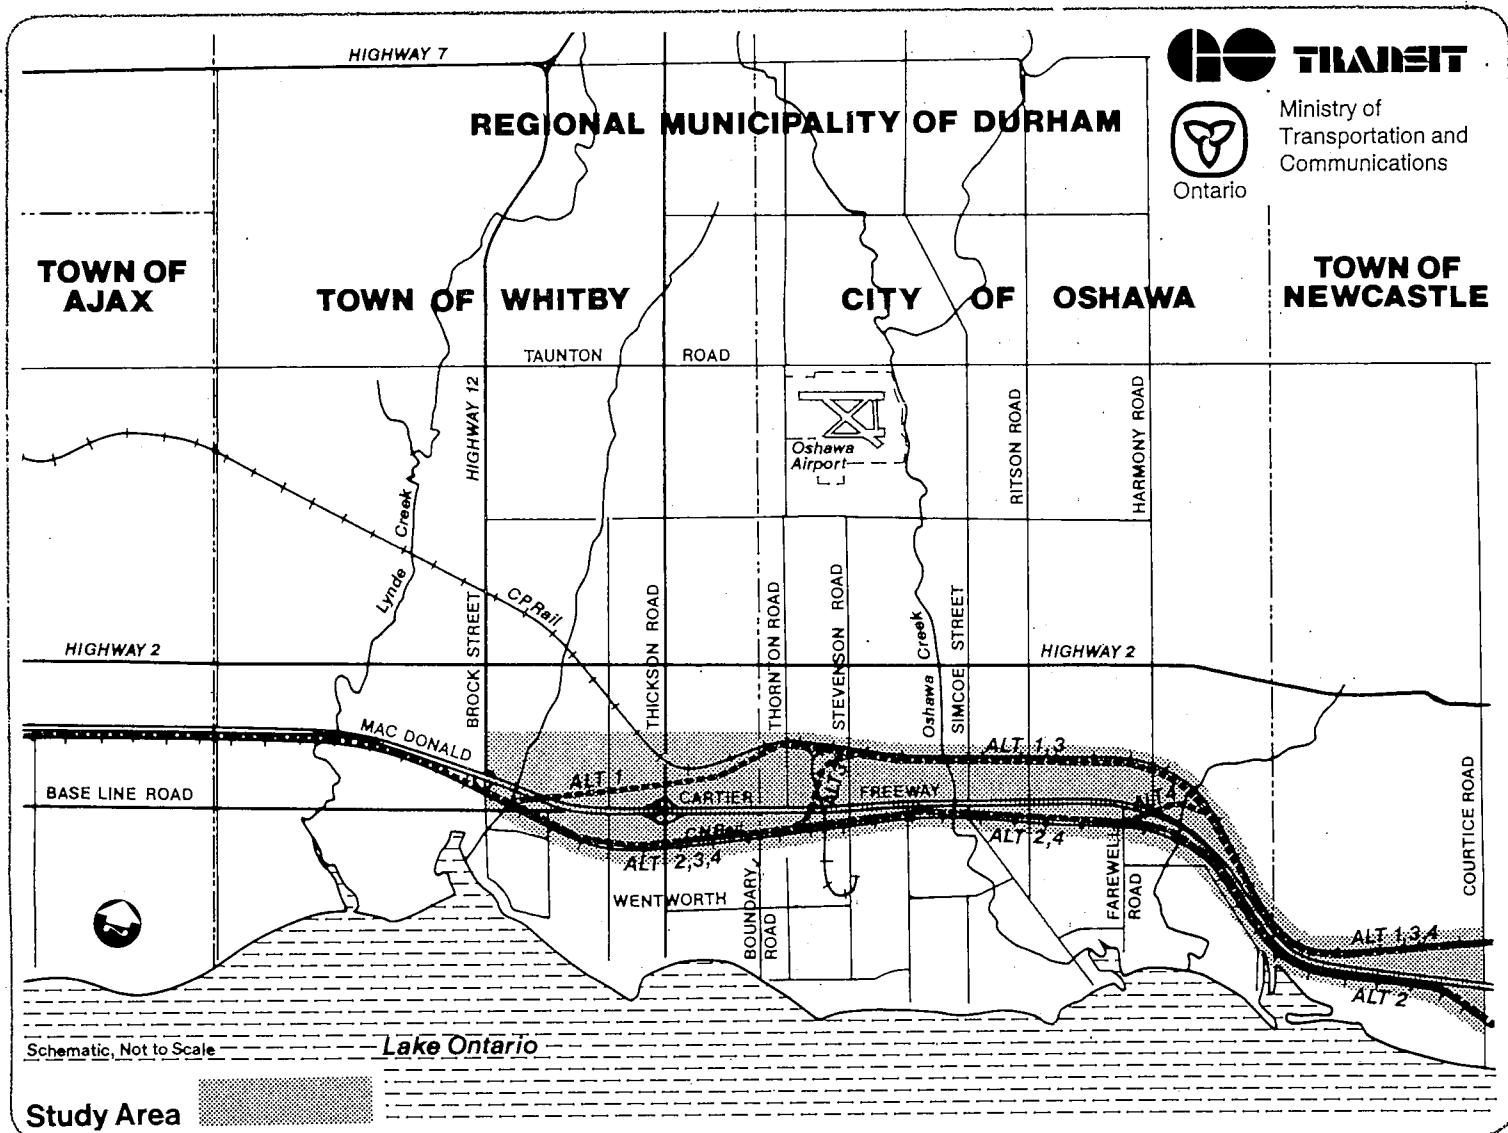 HIGHWAY 7
GO TRANSIT
REGIONAL MUNICIPALITY OF DURHAM
Ministry of
Transportation and
Communications
Ontario
TOWN OF
AJAX
TOWN OF WHITBY
CITY OF OSHAWA
TOWN OF
NEWCASTLE
TAUNTON ROAD
HIGHWAY 12
Oshawa
Airport
RITSON ROAD
HARMONY ROAD
Lynde Creek
CP Rail
BROCK STREET
THICKSON ROAD
THORNTON ROAD
STEVENSON ROAD
Oshawa Creek
SIMCOE STREET
HIGHWAY 2
HIGHWAY 2
MAC DONALD
CARTIER
FREEWAY
ALT 1
ALT 3
ALT 1,3
ALT 4
BASE LINE ROAD
CN Rail
ALT 2,3,4
ALT 2,4
WENTWORTH
BOUNDARY
ROAD
FAREWELL
ROAD
COURTICE ROAD
ALT 1,3,4
ALT 2
Schematic, Not to Scale
Lake Ontario
Study Area